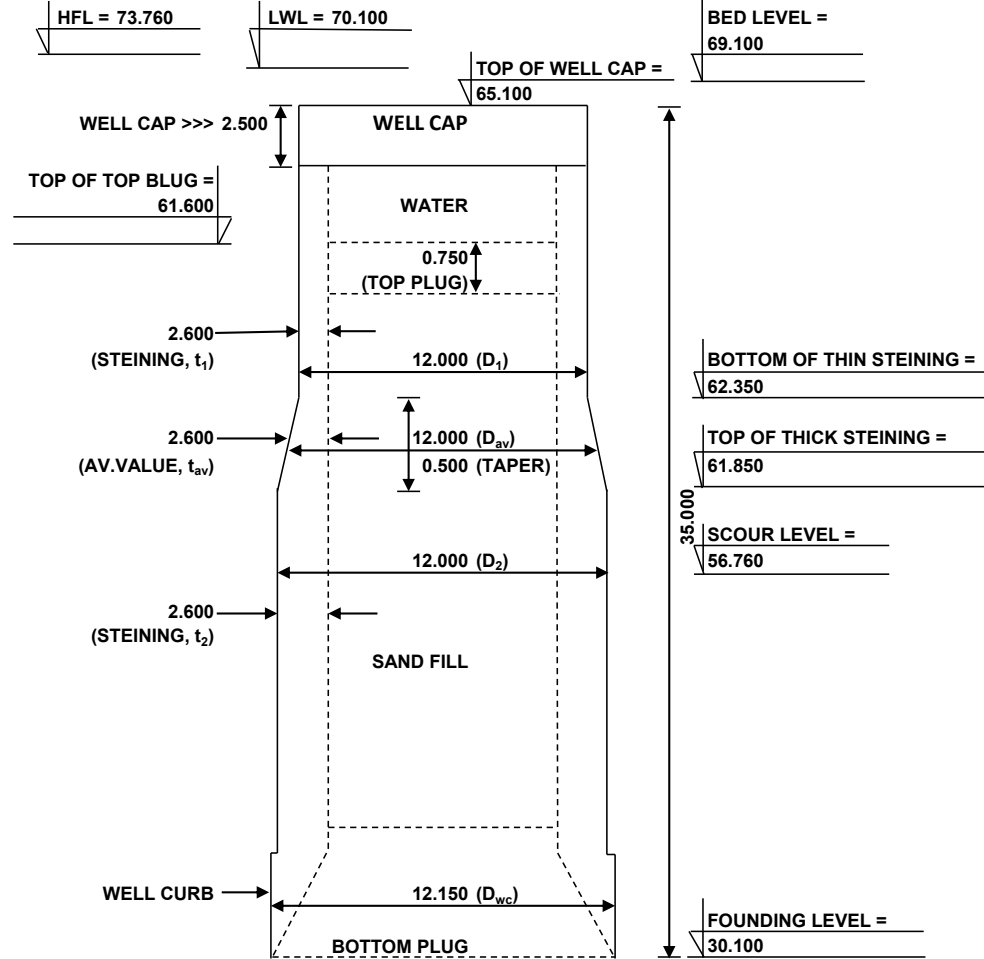 HFL = 73.760
LWL = 70.100
BED LEVEL =
69.100
TOP OF WELL CAP =
65.100
WELL CAP >>> 2.500
WELL CAP
TOP OF TOP BLUG =
61.600
WATER
0.750
(TOP PLUG)
2.600
(STEINING, t₁)
12.000 (D₁)
BOTTOM OF THIN STEINING =
62.350
2.600
(AV.VALUE, tₐᵥ)
12.000 (Dₐᵥ)
0.500 (TAPER)
TOP OF THICK STEINING =
61.850
35.000
SCOUR LEVEL =
56.760
12.000 (D₂)
2.600
(STEINING, t₂)
SAND FILL
WELL CURB
12.150 (D_wc)
FOUNDING LEVEL =
30.100
BOTTOM PLUG